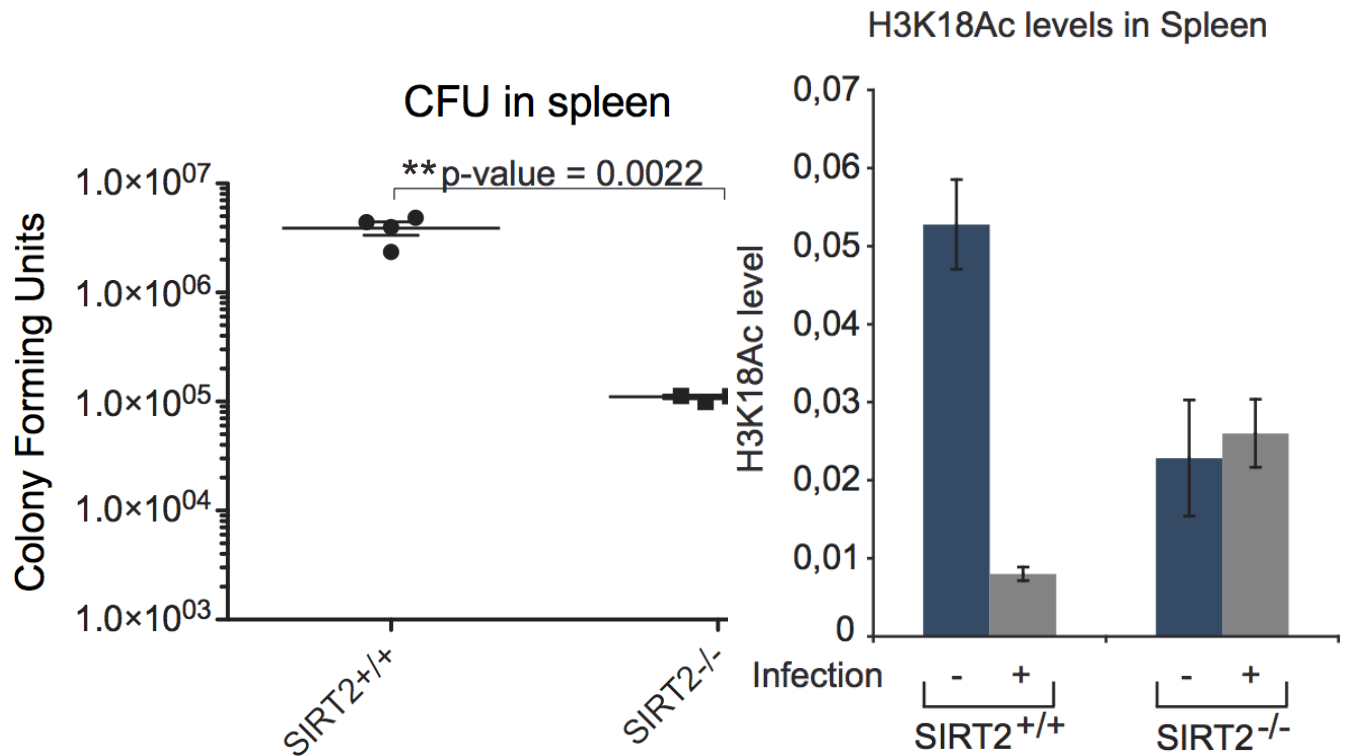 CFU in spleen
**p-value = 0.0022
Colony Forming Units
1.0×10^07
1.0×10^06
1.0×10^05
1.0×10^04
1.0×10^03
SIRT2+/+
SIRT2-/-
H3K18Ac levels in Spleen
H3K18Ac level
0,07
0,06
0,05
0,04
0,03
0,02
0,01
0
Infection - + - +
SIRT2+/+ SIRT2-/-